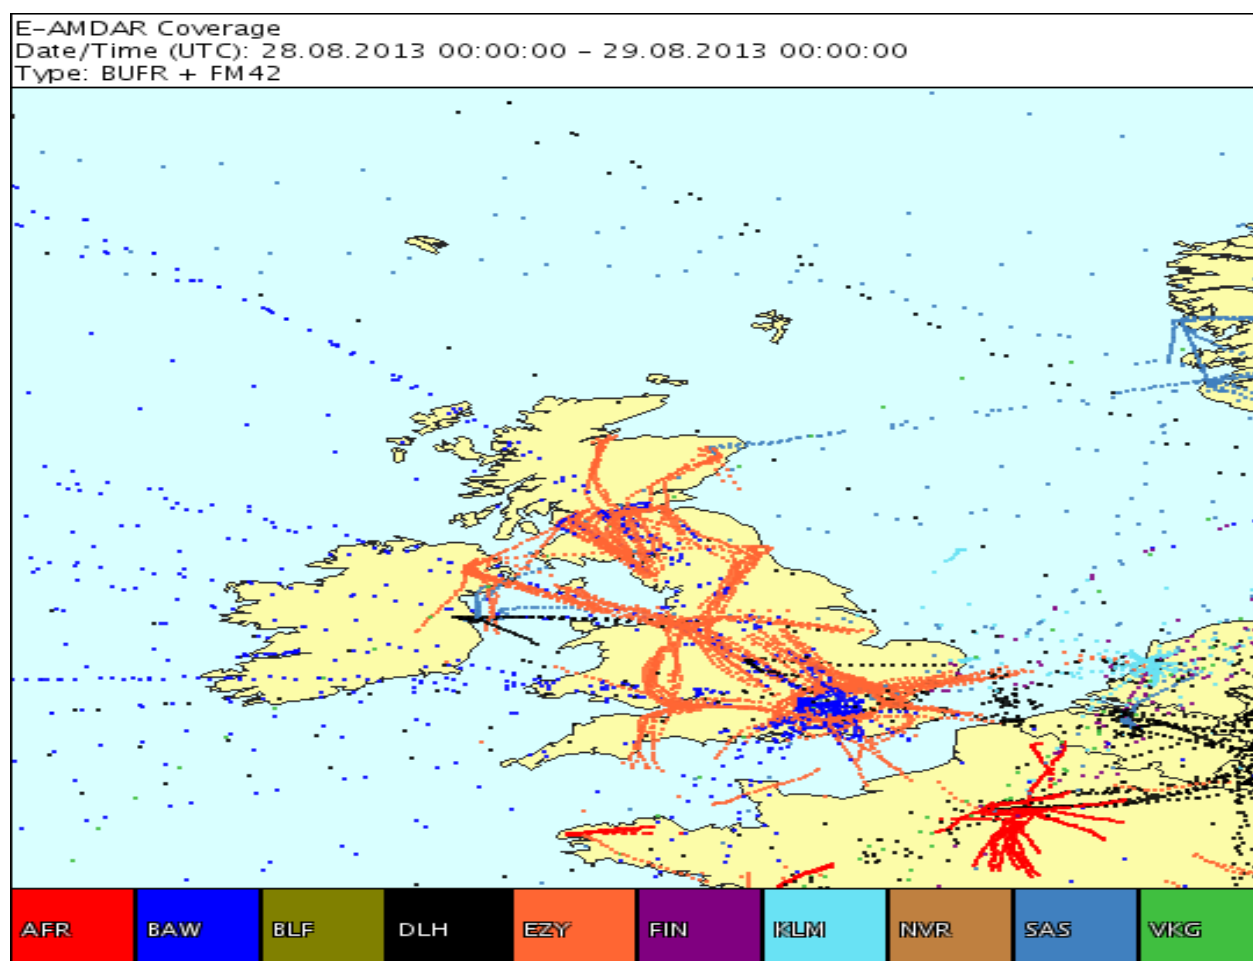 E-AMDAR Coverage
Date/Time (UTC): 28.08.2013 00:00:00 - 29.08.2013 00:00:00
Type: BUFR + FM42
AFR BAW BLF DLH EZY FIN KLM NVR SAS VKG